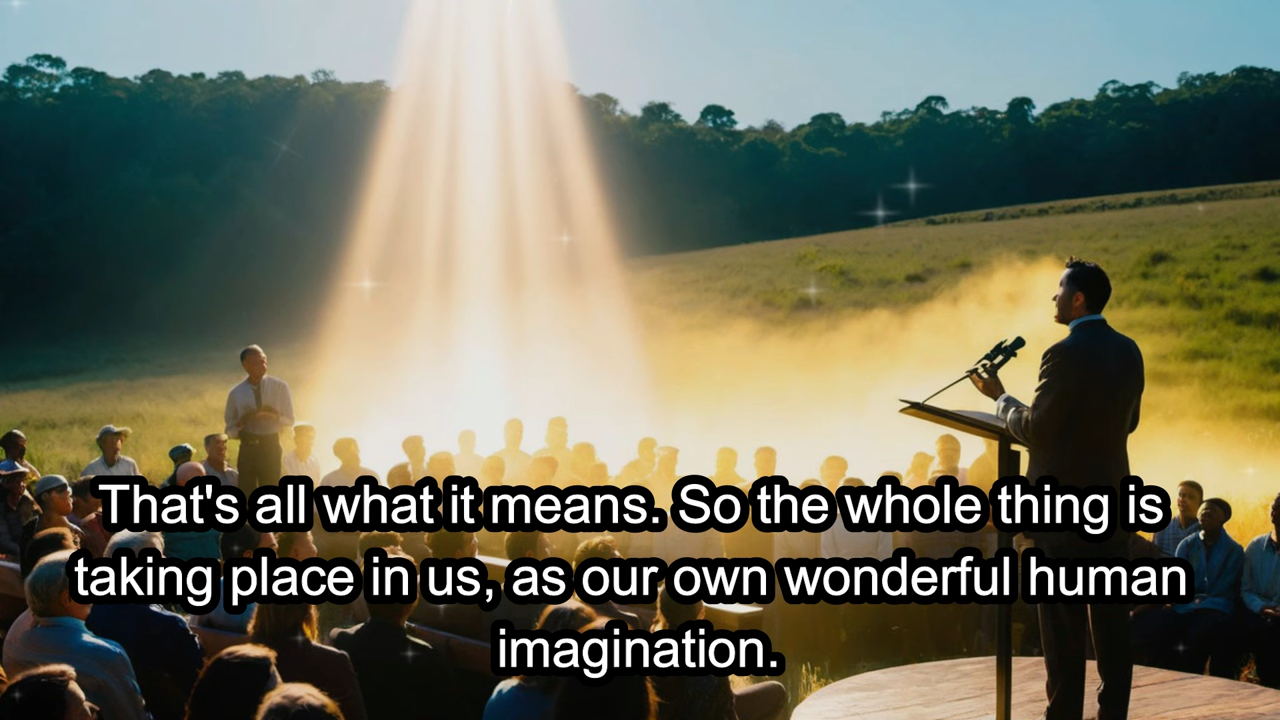 That's all what it means. So the whole thing is
taking place in us, as our own wonderful human
imagination.